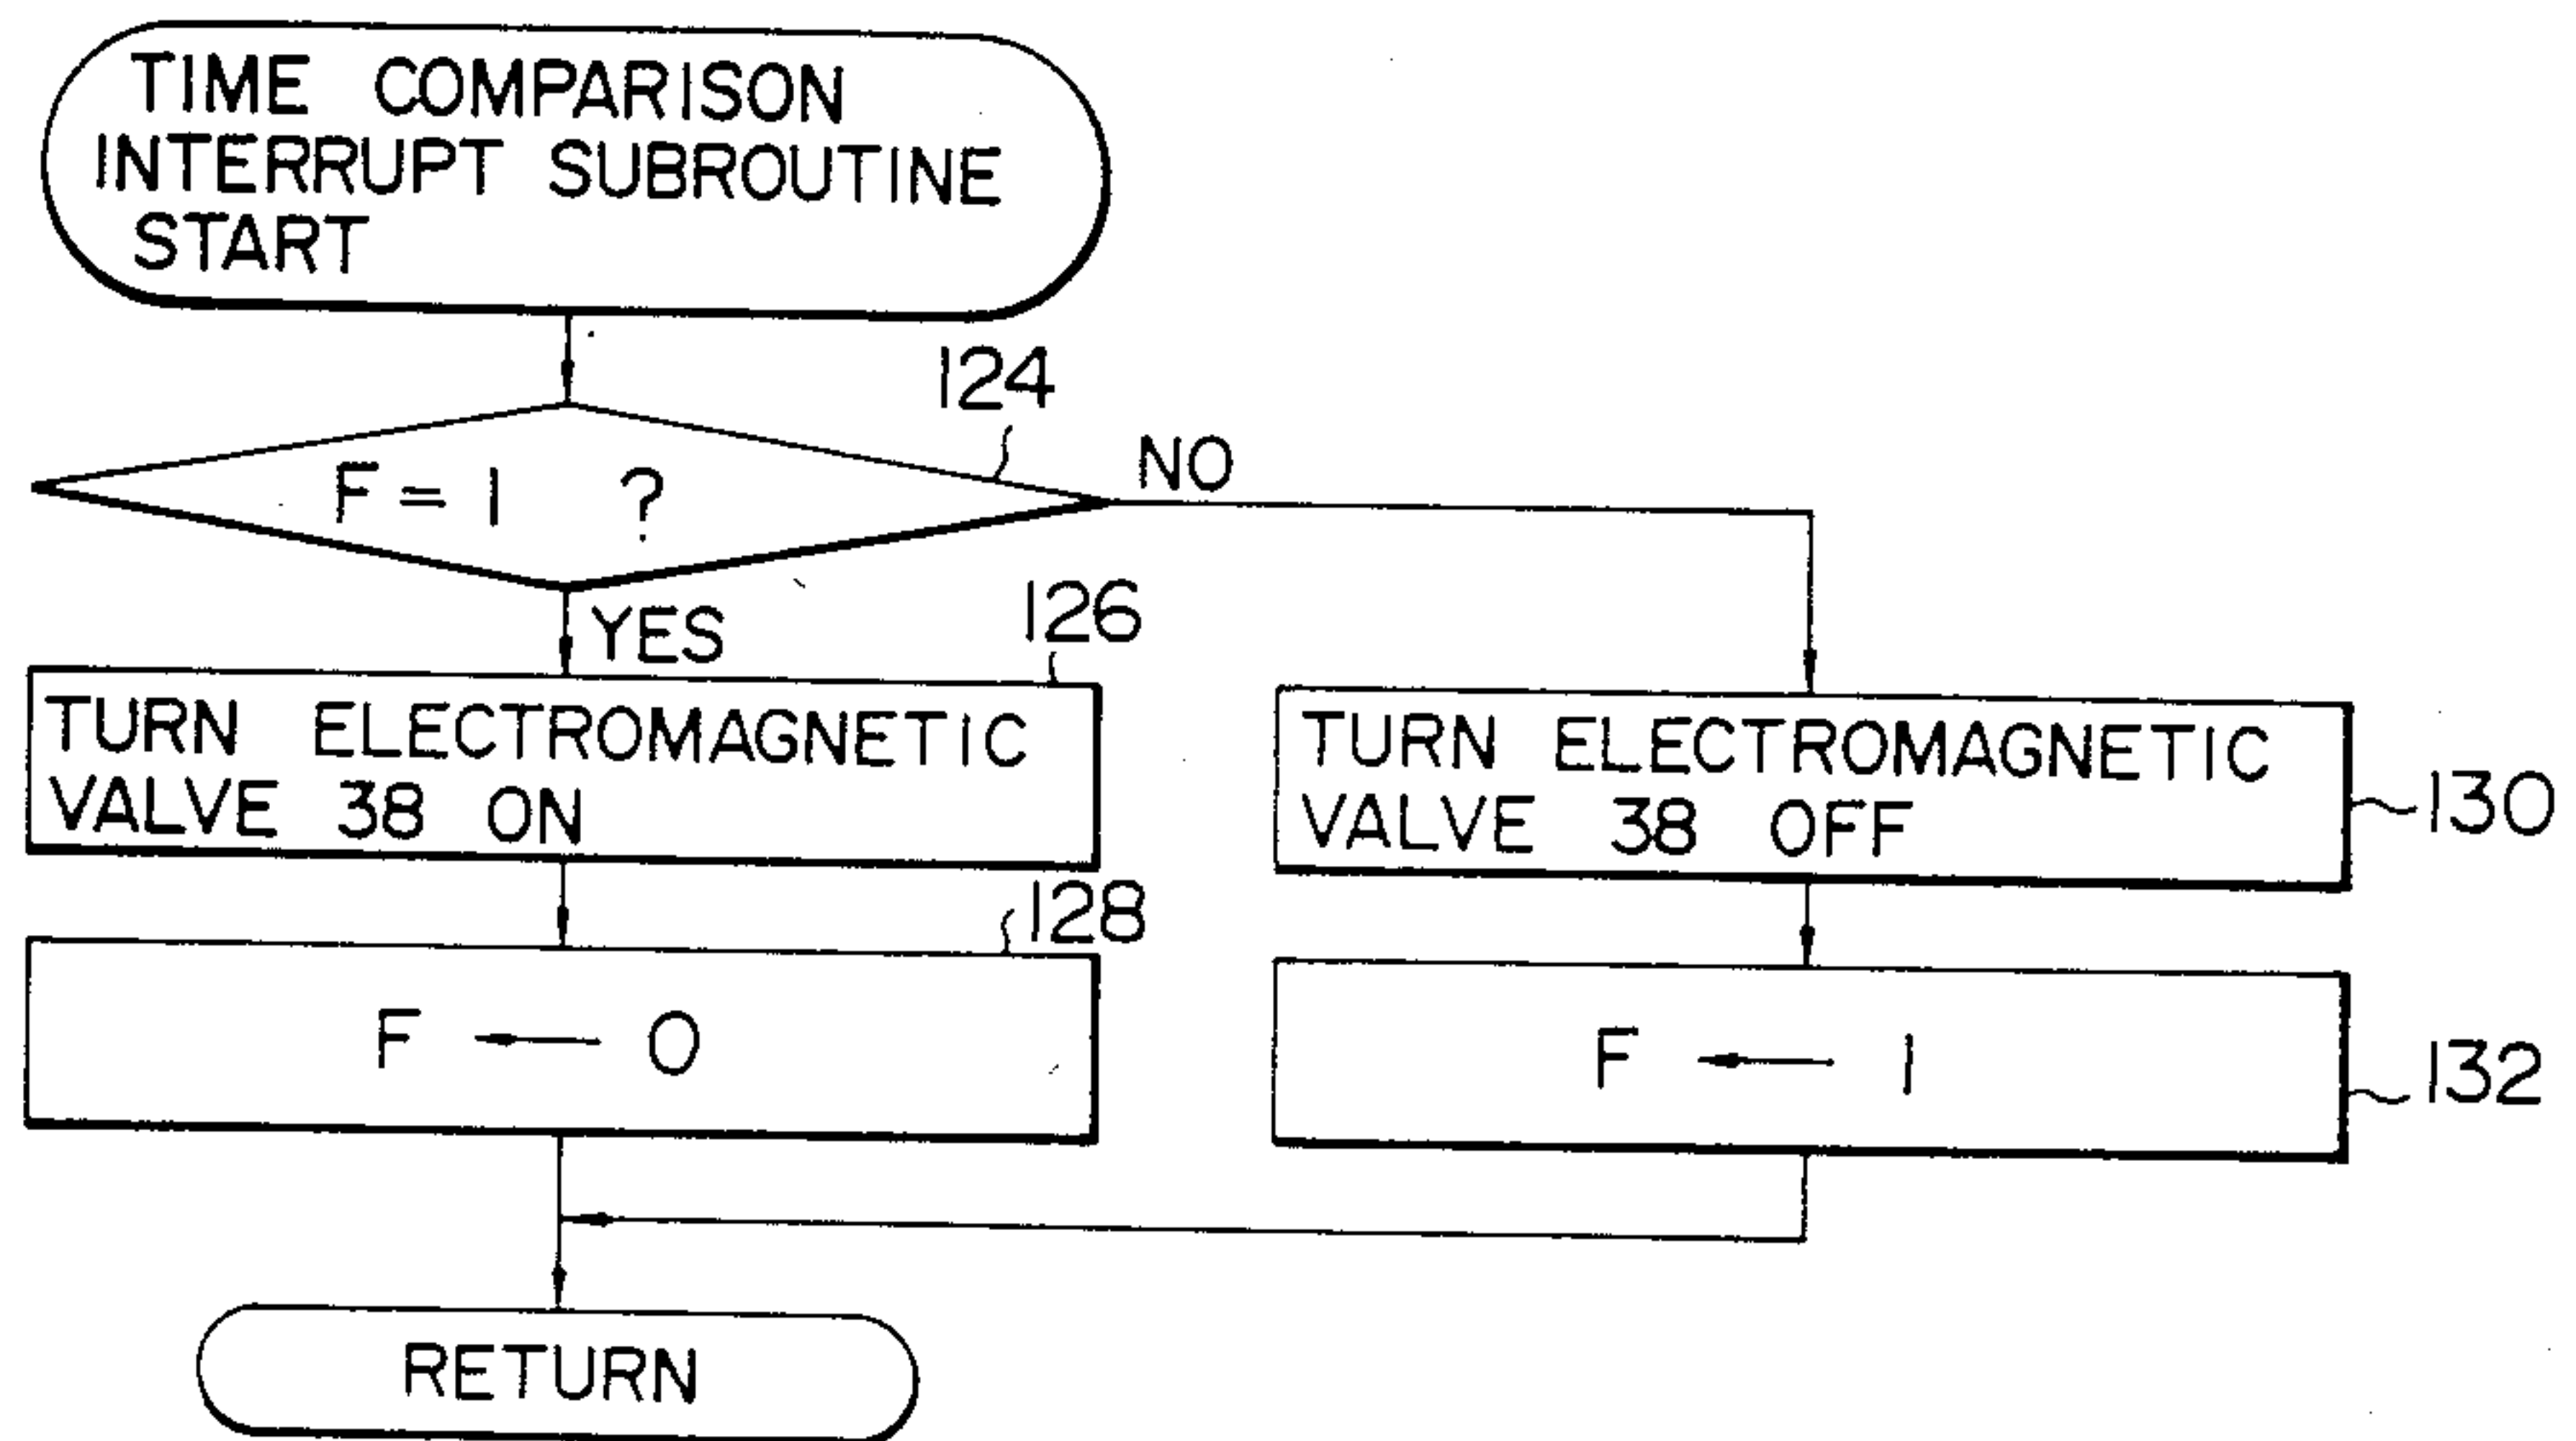 TIME COMPARISON
INTERRUPT SUBROUTINE
START
124
F = 1 ?
NO
YES
126
TURN ELECTROMAGNETIC
VALVE 38 ON
TURN ELECTROMAGNETIC
VALVE 38 OFF
130
128
F ← 0
F ← 1
132
RETURN